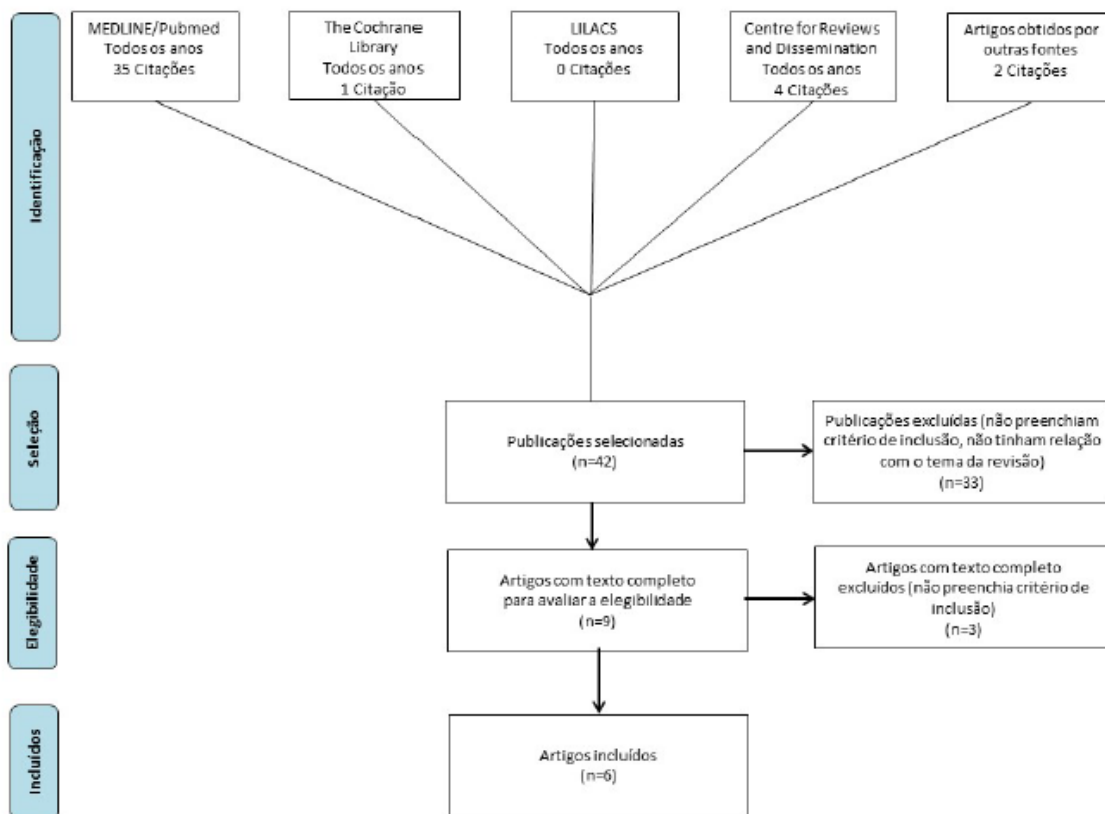 MEDLINE/Pubmed
Todos os anos
35 Citações
The Cochrane
Library
Todos os anos
1 Citação
LILACS
Todos os anos
0 Citações
Centre for Reviews
and Dissemination
Todos os anos
4 Citações
Artigos obtidos por
outras fontes
2 Citações
Identificação
Seleção
Publicações selecionadas
(n=42)
Publicações excluídas (não preenchiam
critério de inclusão, não tinham relação
com o tema da revisão)
(n=33)
Elegibilidade
Artigos com texto completo
para avaliar a elegibilidade
(n=9)
Artigos com texto completo
excluídos (não preenchia critério de
inclusão)
(n=3)
Incluídos
Artigos incluídos
(n=6)